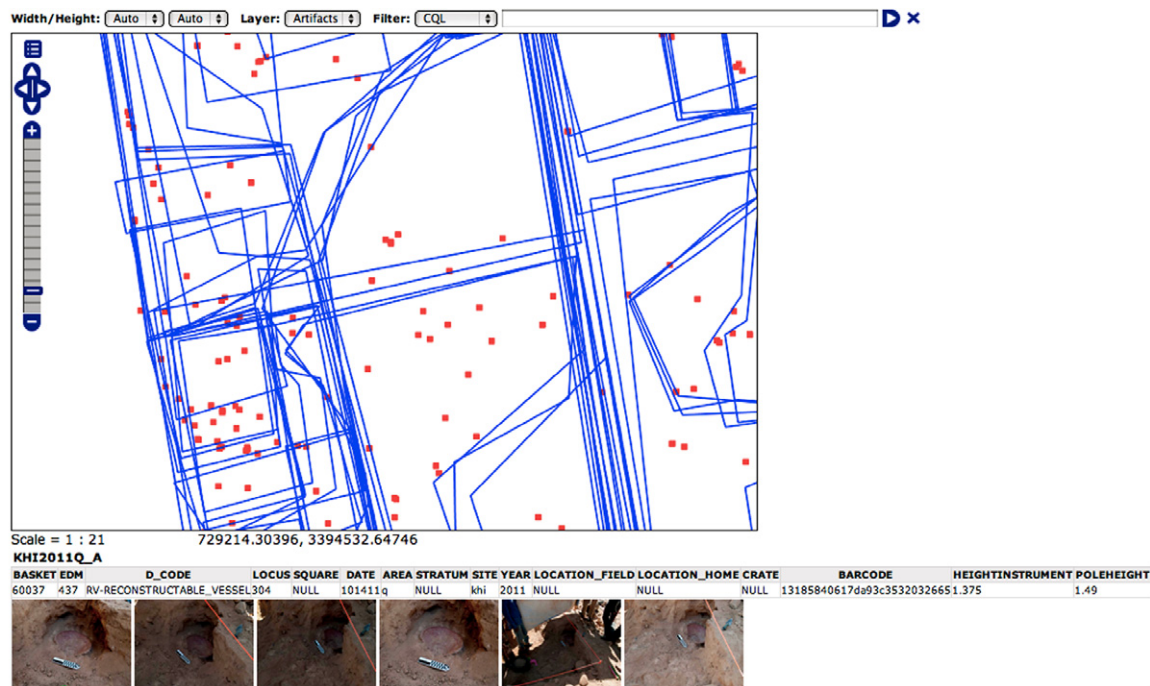 Width/Height: Auto Auto Layer: Artifacts Filter: CQL
Scale = 1 : 21 729214.30396, 3394532.64746
KHI2011Q_A
BASKET EDM D_CODE LOCUS SQUARE DATE AREA STRATUM SITE YEAR LOCATION_FIELD LOCATION_HOME CRATE BARCODE HEIGHTINSTRUMENT POLEHEIGHT
60037 437 RV-RECONSTRUCTABLE_VESSEL 304 NULL 101411 q NULL khi 2011 NULL NULL NULL 13185840617da93c3532032665 1.375 1.49